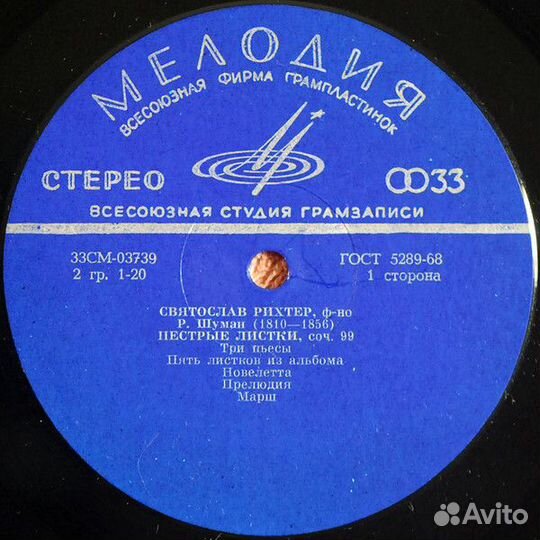 МЕЛОДИЯ
ВСЕСОЮЗНАЯ ФИРМА ГРАМПЛАСТИНОК
СТЕРЕО
33
ВСЕСОЮЗНАЯ СТУДИЯ ГРАМЗАПИСИ
33СМ-03739
ГОСТ 5289-68
2 гр. 1-20
1 сторона
СВЯТОСЛАВ РИХТЕР, ф-но
Р. Шуман (1810—1856)
ПЕСТРЫЕ ЛИСТКИ, соч. 99
Три пьесы
Пять листков из альбома
Новелетта
Прелюдия
Марш
Avito